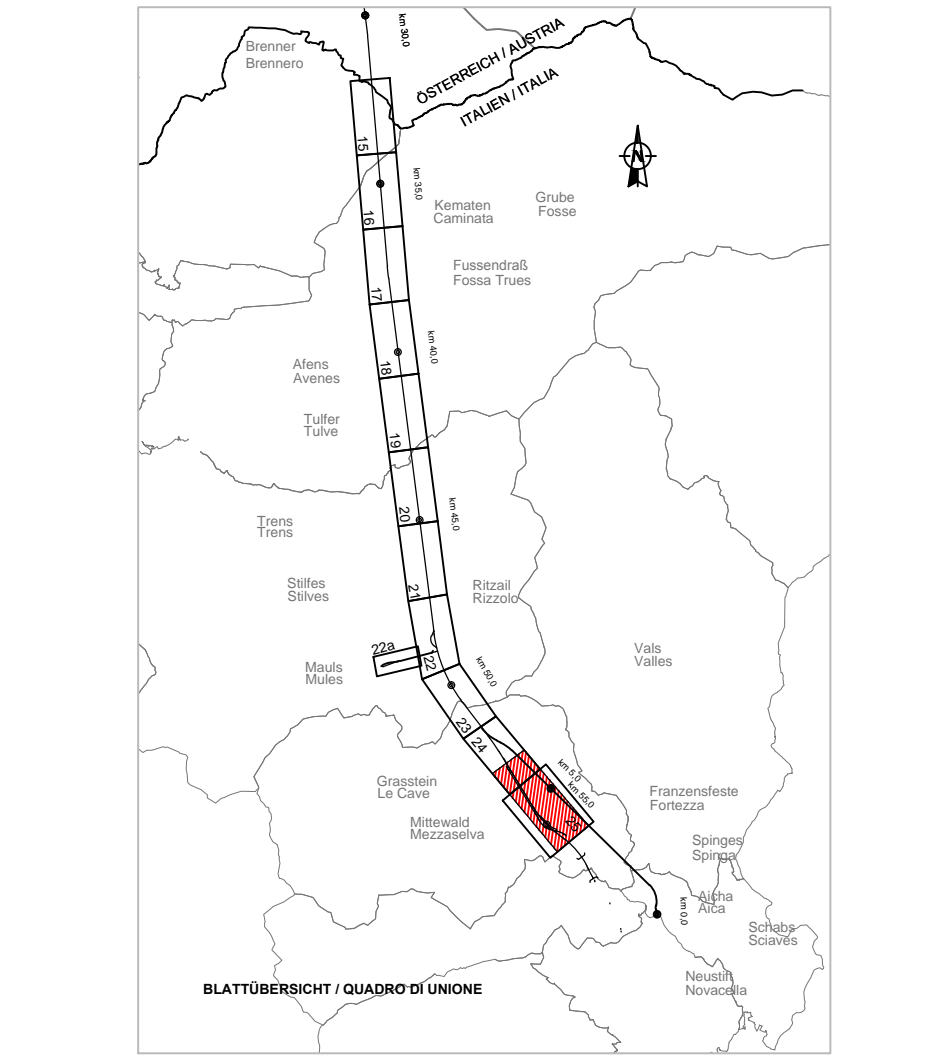 km 30,0
Brenner
Brennero
ÖSTERREICH / AUSTRIA
ITALIEN / ITALIA
15
N
km 35,0
16
Kematen
Caminata
Grube
Fosse
17
Fussendraß
Fossa Trues
km 40,0
18
Afens
Avenes
Tulfer
Tulve
19
20
km 45,0
Trens
Trens
21
Stilfes
Stilves
Ritzail
Rizzolo
22a
22
Mauls
Mules
km 50,0
Vals
Valles
23
24
Grasstein
Le Cave
km 5,0
km 55,0
25
Mittewald
Mezzaselva
Franzensfeste
Fortezza
Spinges
Spinga
Aicha
Aica
km 0,0
Schabs
Sciaves
Neustift
Novacella
BLATTÜBERSICHT / QUADRO DI UNIONE